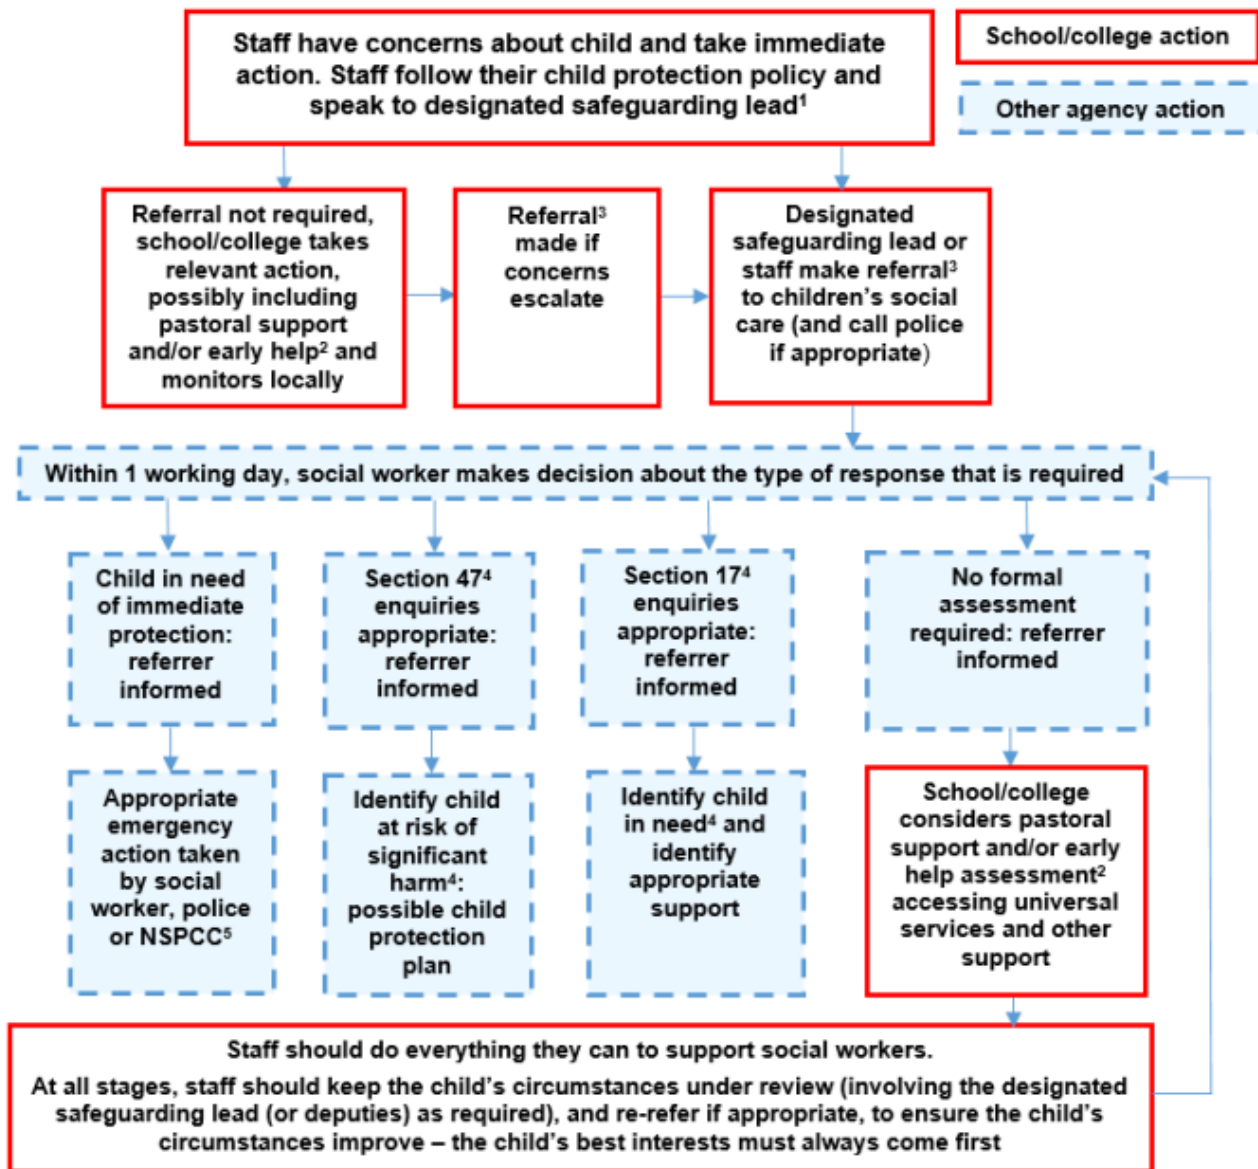 Staff have concerns about child and take immediate
action. Staff follow their child protection policy and
speak to designated safeguarding lead¹
School/college action
Other agency action
Referral not required,
school/college takes
relevant action,
possibly including
pastoral support
and/or early help² and
monitors locally
Referral³
made if
concerns
escalate
Designated
safeguarding lead or
staff make referral³
to children's social
care (and call police
if appropriate)
Within 1 working day, social worker makes decision about the type of response that is required
Child in need
of immediate
protection:
referrer
informed
Section 47⁴
enquiries
appropriate:
referrer
informed
Section 17⁴
enquiries
appropriate:
referrer
informed
No formal
assessment
required: referrer
informed
Appropriate
emergency
action taken
by social
worker, police
or NSPCC⁵
Identify child
at risk of
significant
harm⁴:
possible child
protection
plan
Identify child
in need⁴ and
identify
appropriate
support
School/college
considers pastoral
support and/or early
help assessment²
accessing universal
services and other
support
Staff should do everything they can to support social workers.
At all stages, staff should keep the child's circumstances under review (involving the designated
safeguarding lead (or deputies) as required), and re-refer if appropriate, to ensure the child's
circumstances improve – the child's best interests must always come first